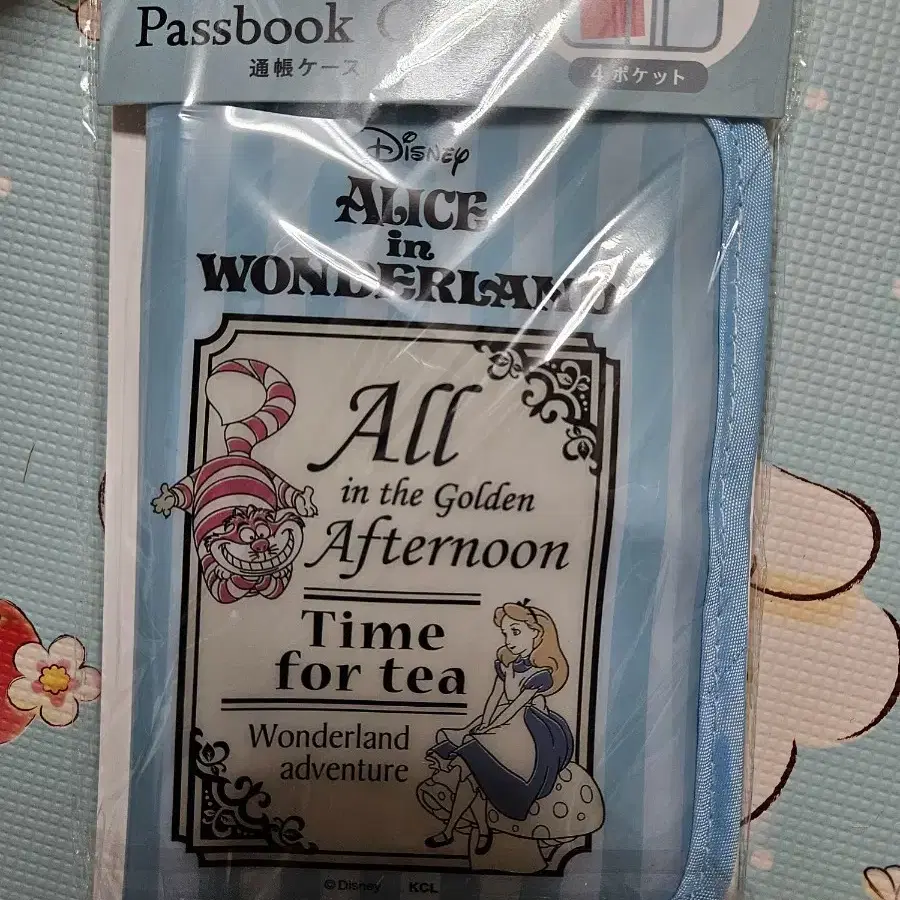 Passbook C
通帳ケース
4ポケット
Disney
ALICE
in
WONDERLAND
All
in the Golden
Afternoon
Time
for tea
Wonderland
adventure
© Disney KCL